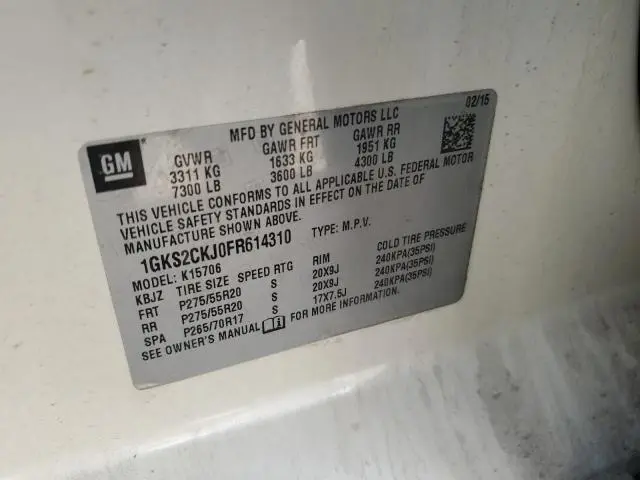 GM
MFD BY GENERAL MOTORS LLC
02/15
GVWR GAWR FRT GAWR RR
3311 KG 1633 KG 1951 KG
7300 LB 3600 LB 4300 LB
THIS VEHICLE CONFORMS TO ALL APPLICABLE U.S. FEDERAL MOTOR
VEHICLE SAFETY STANDARDS IN EFFECT ON THE DATE OF
MANUFACTURE SHOWN ABOVE.
1GKS2CKJ0FR614310 TYPE: M.P.V.
MODEL: K15706
KBJZ TIRE SIZE SPEED RTG RIM COLD TIRE PRESSURE
FRT P275/55R20 S 20X9J 240KPA(35PSI)
RR P275/55R20 S 20X9J 240KPA(35PSI)
SPA P265/70R17 S 17X7.5J 240KPA(35PSI)
SEE OWNER'S MANUAL FOR MORE INFORMATION.